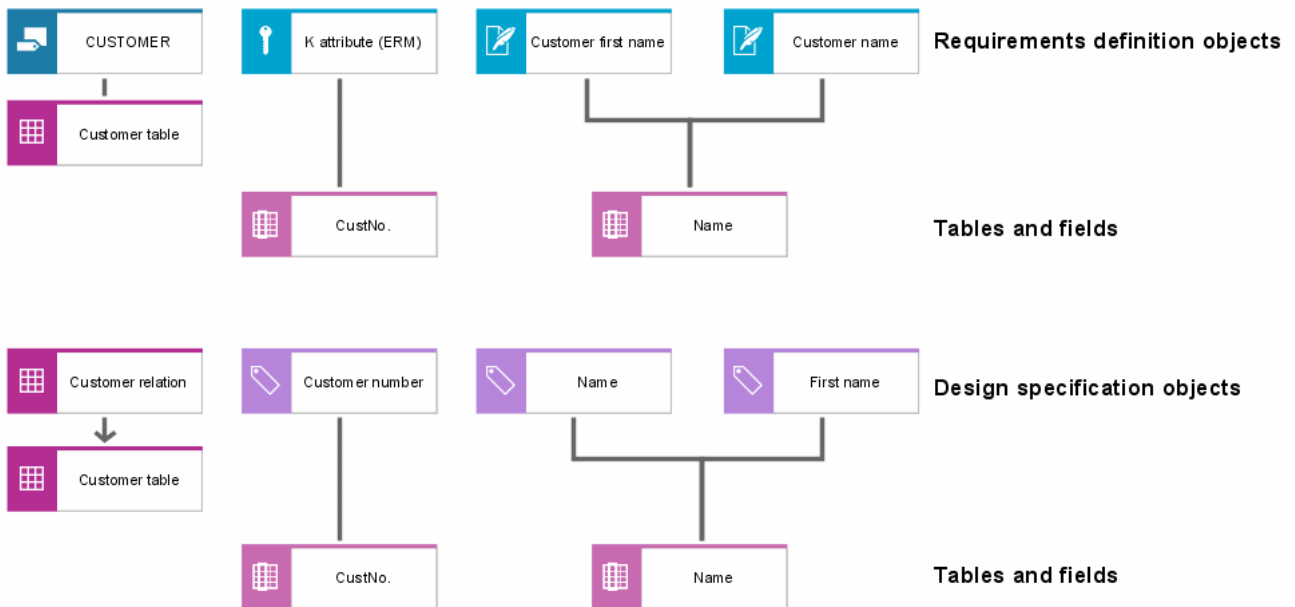 CUSTOMER
K attribute (ERM)
Customer first name
Customer name
Requirements definition objects
Customer table
CustNo.
Name
Tables and fields
Customer relation
Customer number
Name
First name
Design specification objects
Customer table
CustNo.
Name
Tables and fields